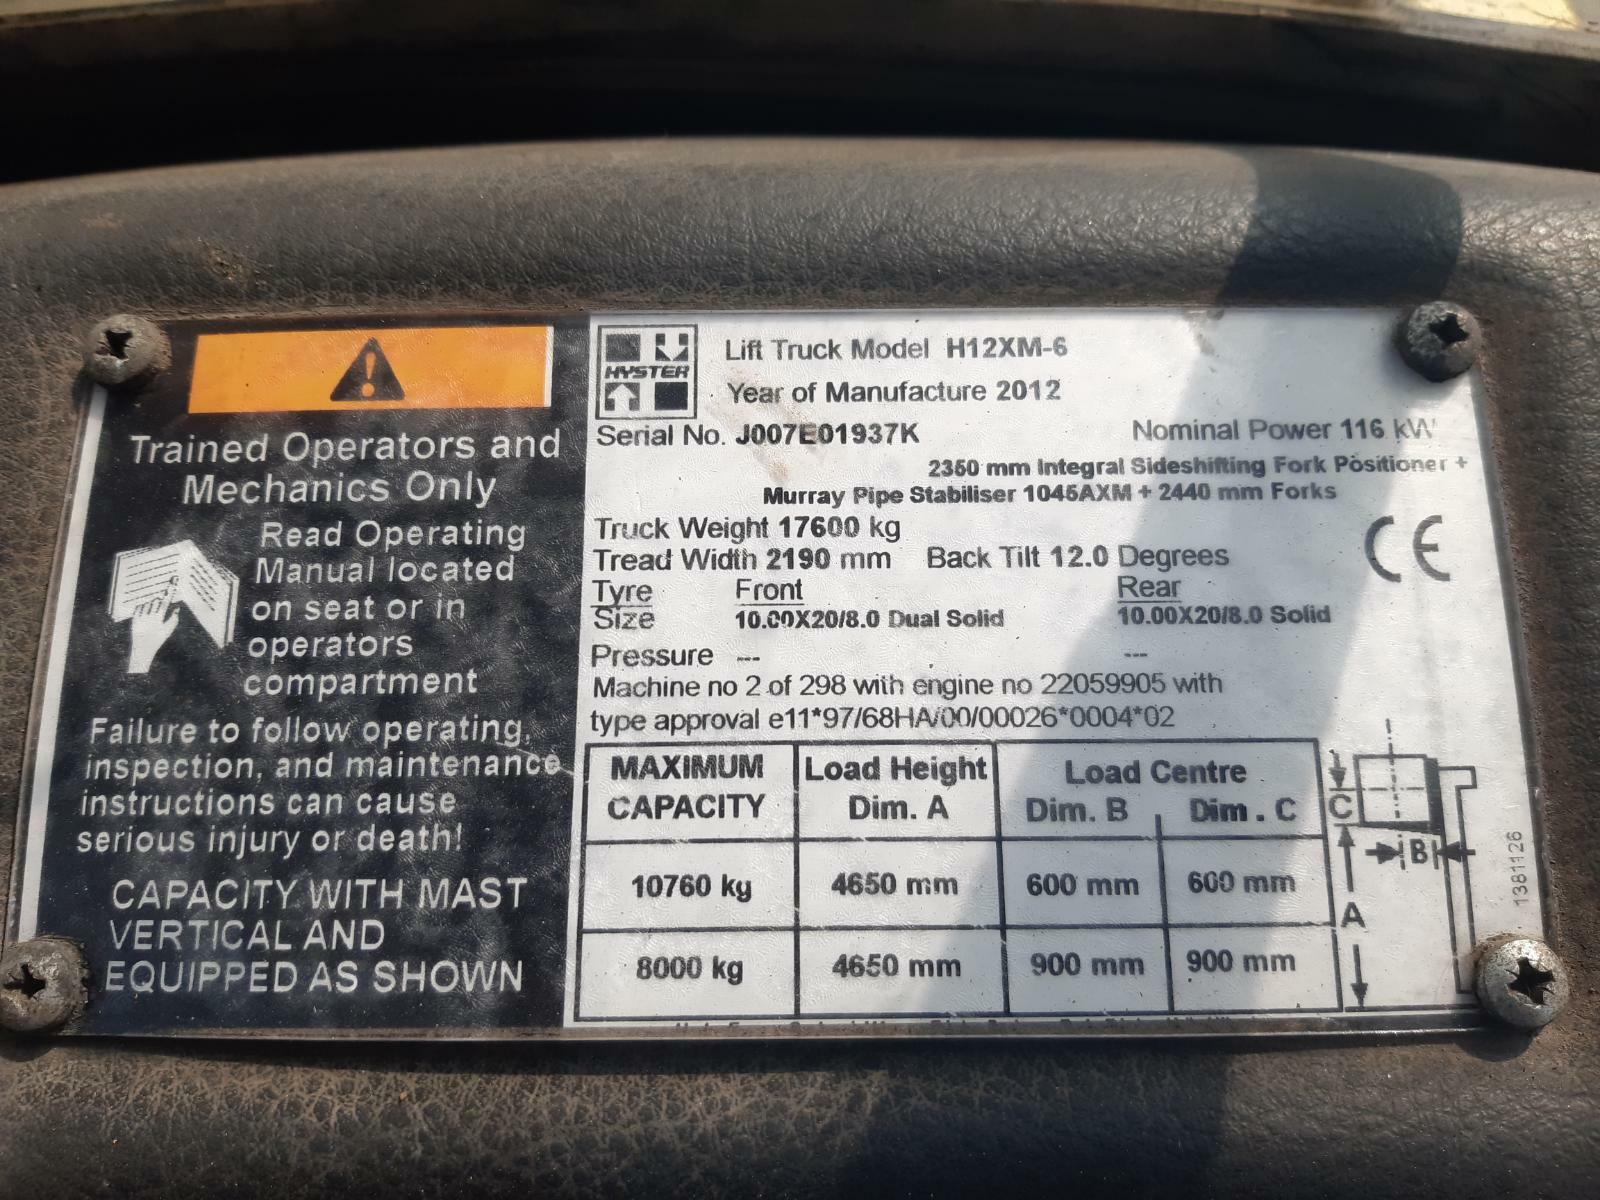 Trained Operators and
Mechanics Only
Read Operating
Manual located
on seat or in
operators
compartment
Failure to follow operating,
inspection, and maintenance
instructions can cause
serious injury or death!
CAPACITY WITH MAST
VERTICAL AND
EQUIPPED AS SHOWN
HYSTER
Lift Truck Model H12XM-6
Year of Manufacture 2012
Serial No. J007E01937K Nominal Power 116 kW
2350 mm Integral Sideshifting Fork Positioner +
Murray Pipe Stabiliser 1045AXM + 2440 mm Forks
Truck Weight 17600 kg
Tread Width 2190 mm Back Tilt 12.0 Degrees
CE
Tyre Front Rear
Size 10.00X20/8.0 Dual Solid 10.00X20/8.0 Solid
Pressure --- ---
Machine no 2 of 298 with engine no 22059905 with
type approval e11*97/68HA/00/00026*0004*02
MAXIMUM Load Height Load Centre
CAPACITY Dim. A Dim. B Dim. C
10760 kg 4650 mm 600 mm 600 mm
8000 kg 4650 mm 900 mm 900 mm
C
B
A
1381126